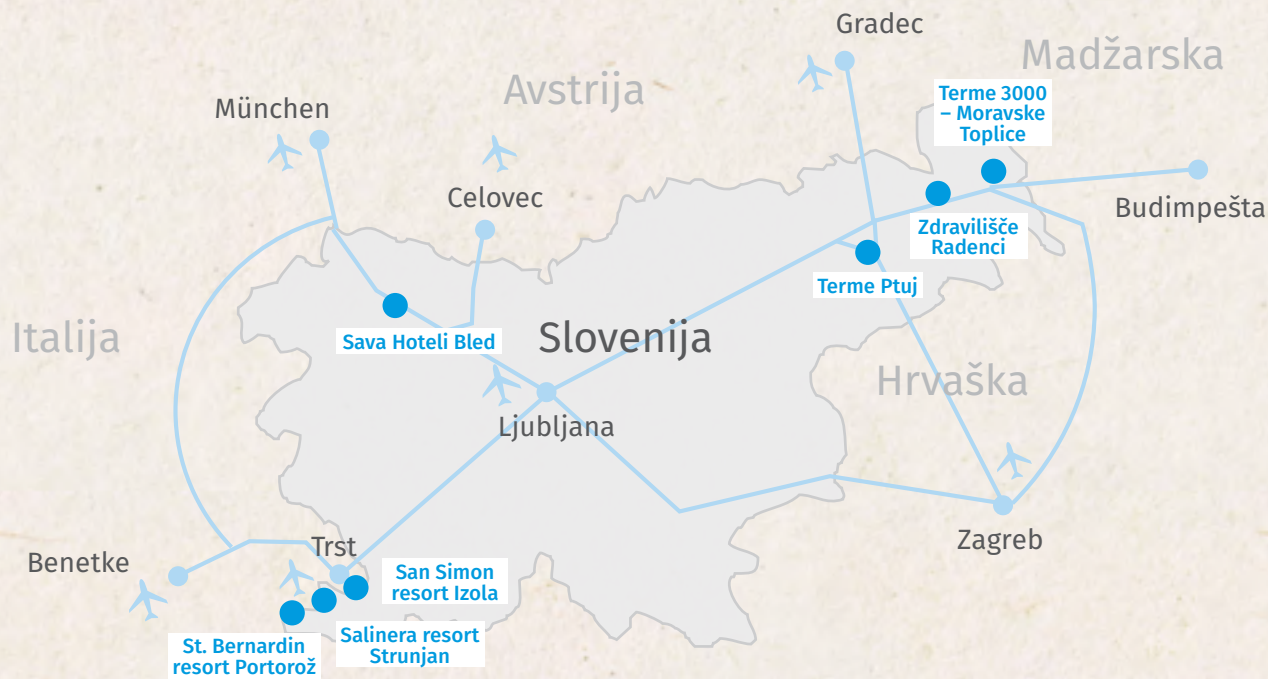 Gradec
Madžarska
Avstrija
Terme 3000
– Moravske
Toplice
München
Celovec
Budimpešta
Zdravilišče
Radenci
Terme Ptuj
Italija
Sava Hoteli Bled
Slovenija
Hrvaška
Ljubljana
Zagreb
Trst
Benetke
San Simon
resort Izola
Salinera resort
Strunjan
St. Bernardin
resort Portorož